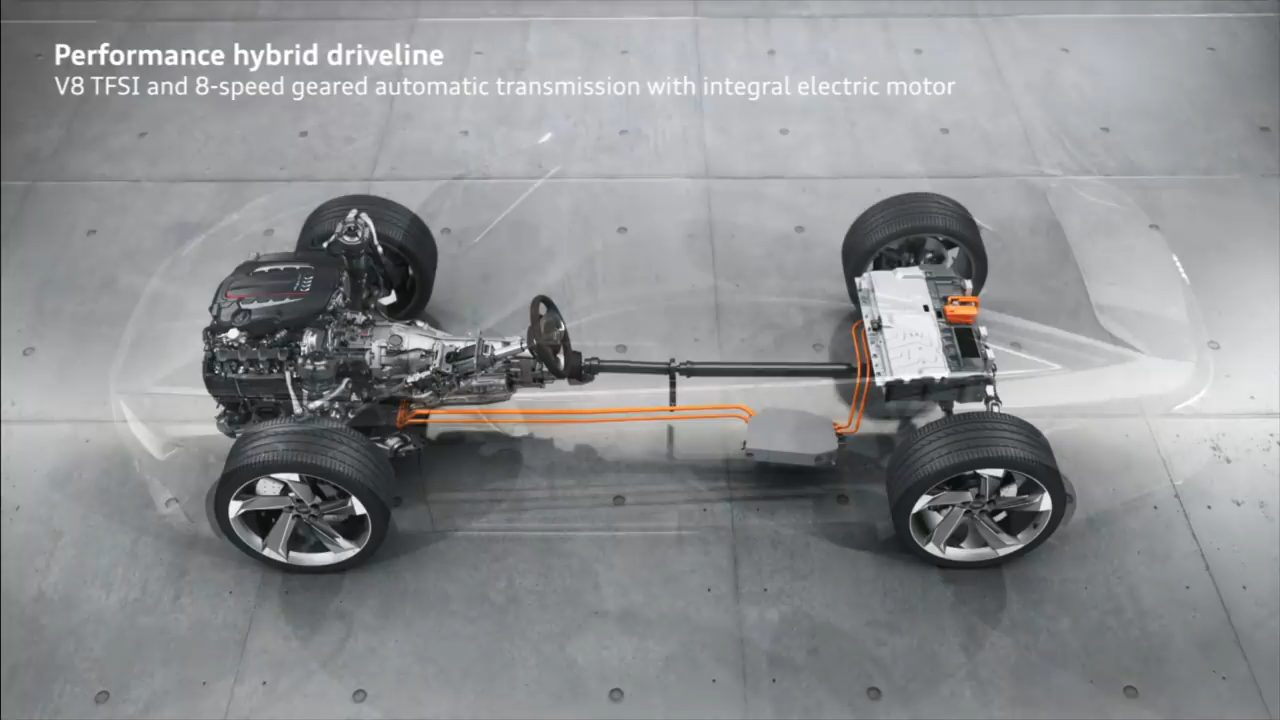 Performance hybrid driveline
V8 TFSI and 8-speed geared automatic transmission with integral electric motor